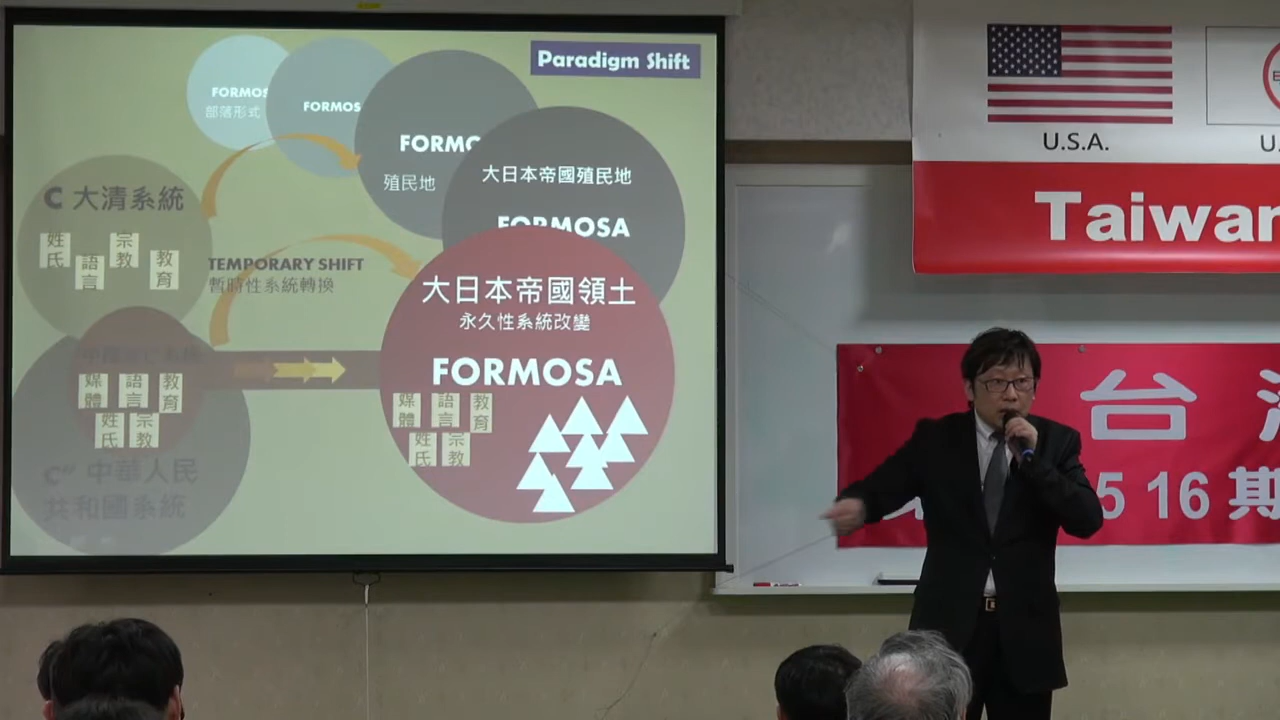 Paradigm Shift
FORMOS
部落形式
FORMOS
FORMO
殖民地
大日本帝國殖民地
FORMOSA
C 大清系統
姓氏
語言
宗教
教育
TEMPORARY SHIFT
暫時性系統轉換
大日本帝國領土
永久性系統改變
FORMOSA
媒體
語言
教育
姓氏
宗教
媒體
語言
教育
姓氏
宗教
C" 中華人民
共和國系統
U.S.A.
U.
Taiwan
台
5 16 期